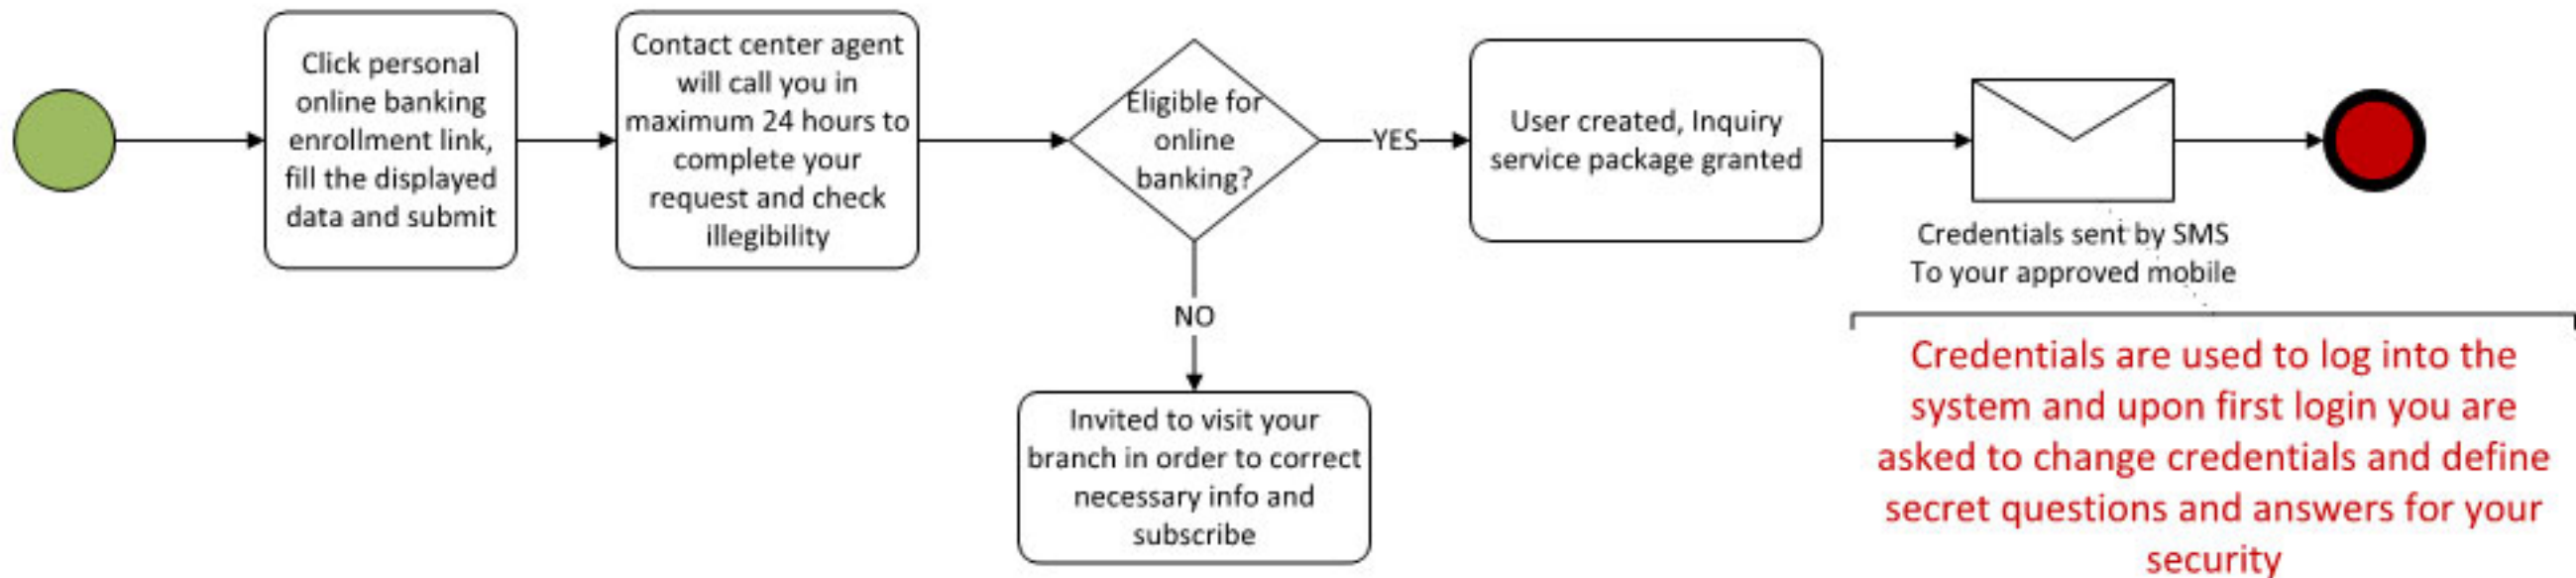 Click personal
online banking
enrollment link,
fill the displayed
data and submit
Contact center agent
will call you in
maximum 24 hours to
complete your
request and check
illegibility
Eligible for
online
banking?
YES
User created, Inquiry
service package granted
Credentials sent by SMS
To your approved mobile
NO
Invited to visit your
branch in order to correct
necessary info and
subscribe
Credentials are used to log into the
system and upon first login you are
asked to change credentials and define
secret questions and answers for your
security